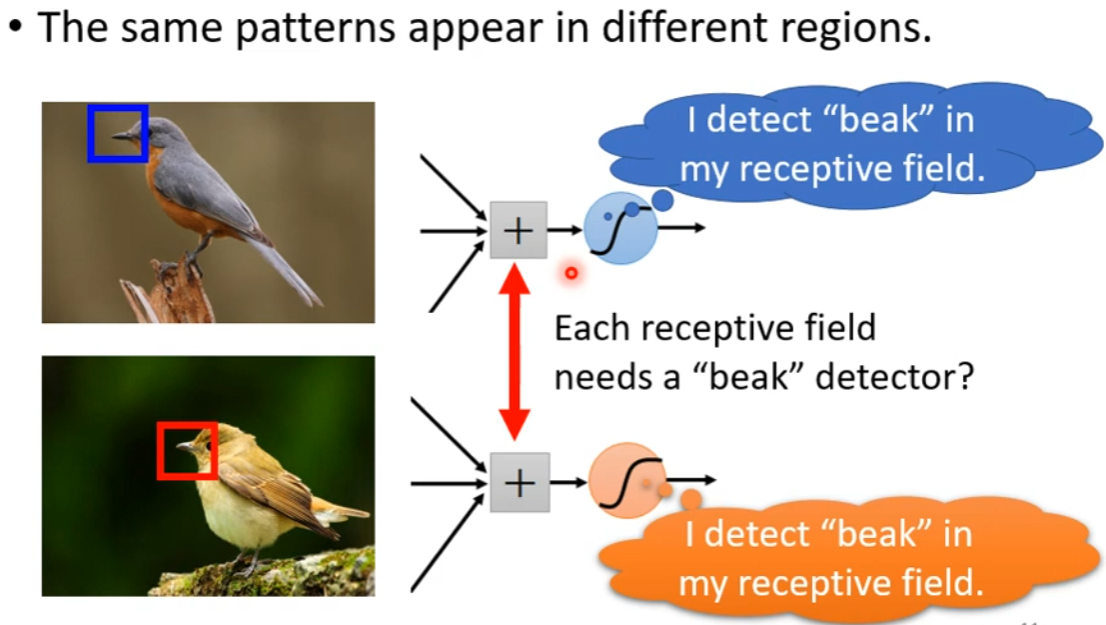 • The same patterns appear in different regions.
I detect “beak” in
my receptive field.
+
Each receptive field
needs a “beak” detector?
+
I detect “beak” in
my receptive field.